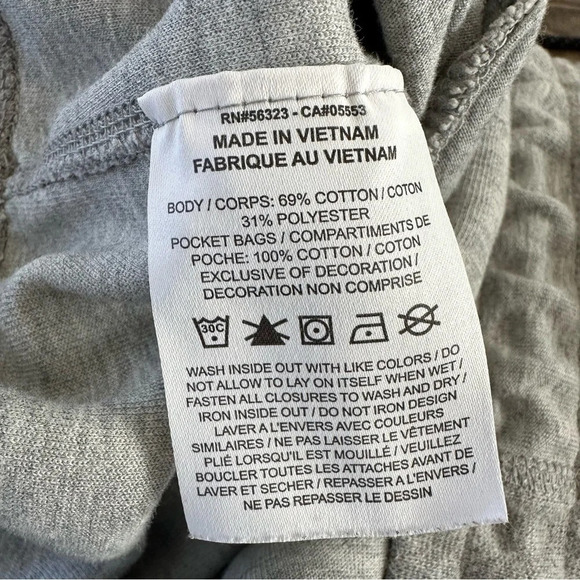 RN#56323 - CA#05553
MADE IN VIETNAM
FABRIQUE AU VIETNAM
BODY / CORPS: 69% COTTON / COTON
31% POLYESTER
POCKET BAGS / COMPARTIMENTS DE
POCHE: 100% COTTON / COTON
EXCLUSIVE OF DECORATION /
DECORATION NON COMPRISE
30C
WASH INSIDE OUT WITH LIKE COLORS / DO
NOT ALLOW TO LAY ON ITSELF WHEN WET /
FASTEN ALL CLOSURES TO WASH AND DRY /
IRON INSIDE OUT / DO NOT IRON DESIGN
LAVER A L'ENVERS AVEC COULEURS
SIMILAIRES / NE PAS LAISSER LE VÊTEMENT
PLIÉ LORSQU'IL EST MOUILLÉ / VEUILLEZ
BOUCLER TOUTES LES ATTACHES AVANT DE
LAVER ET SECHER / REPASSER A L'ENVERS /
NE PAS REPASSER LE DESSIN